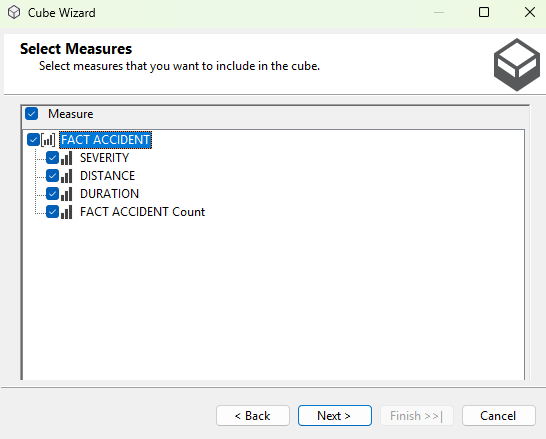 Cube Wizard
Select Measures
Select measures that you want to include in the cube.
Measure
FACT ACCIDENT
SEVERITY
DISTANCE
DURATION
FACT ACCIDENT Count
< Back
Next >
Finish >>|
Cancel